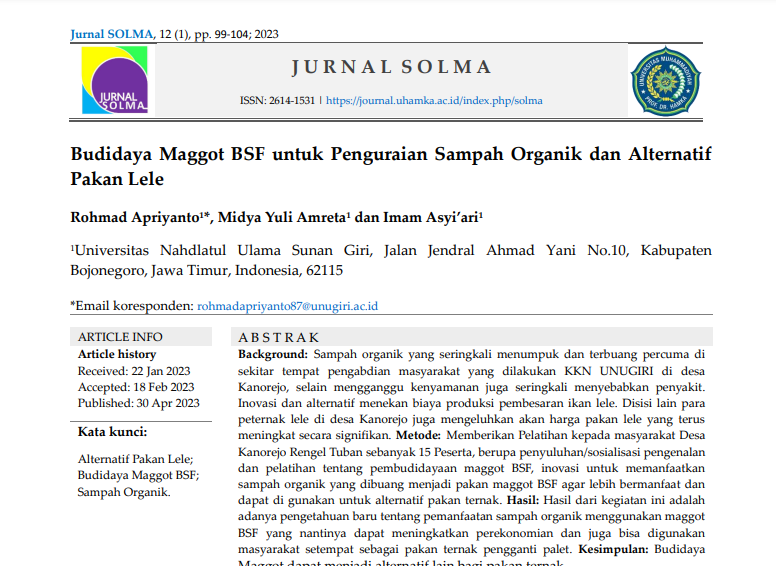 Jurnal SOLMA, 12 (1), pp. 99-104; 2023
JURNAL
SOLMA
JURNAL SOLMA
ISSN: 2614-1531 | https://journal.uhamka.ac.id/index.php/solma
UNIVERSITAS MUHAMMADIYAH
PROF. DR. HAMKA
Budidaya Maggot BSF untuk Penguraian Sampah Organik dan Alternatif
Pakan Lele
Rohmad Apriyanto¹*, Midya Yuli Amreta¹ dan Imam Asyi'ari¹
¹Universitas Nahdlatul Ulama Sunan Giri, Jalan Jendral Ahmad Yani No.10, Kabupaten
Bojonegoro, Jawa Timur, Indonesia, 62115
*Email koresponden: rohmadapriyanto87@unugiri.ac.id
ARTICLE INFO
Article history
Received: 22 Jan 2023
Accepted: 18 Feb 2023
Published: 30 Apr 2023
Kata kunci:
Alternatif Pakan Lele;
Budidaya Maggot BSF;
Sampah Organik.
ABSTRAK
Background: Sampah organik yang seringkali menumpuk dan terbuang percuma di
sekitar tempat pengabdian masyarakat yang dilakukan KKN UNUGIRI di desa
Kanorejo, selain mengganggu kenyamanan juga seringkali menyebabkan penyakit.
Inovasi dan alternatif menekan biaya produksi pembesaran ikan lele. Disisi lain para
peternak lele di desa Kanorejo juga mengeluhkan akan harga pakan lele yang terus
meningkat secara signifikan. Metode: Memberikan Pelatihan kepada masyarakat Desa
Kanorejo Rengel Tuban sebanyak 15 Peserta, berupa penyuluhan/sosialisasi pengenalan
dan pelatihan tentang pembudidayaan maggot BSF, inovasi untuk memanfaatkan
sampah organik yang dibuang menjadi pakan maggot BSF agar lebih bermanfaat dan
dapat di gunakan untuk alternatif pakan ternak. Hasil: Hasil dari kegiatan ini adalah
adanya pengetahuan baru tentang pemanfaatan sampah organik menggunakan maggot
BSF yang nantinya dapat meningkatkan perekonomian dan juga bisa digunakan
masyarakat setempat sebagai pakan ternak pengganti palet. Kesimpulan: Budidaya
Maggot dapat menjadi alternatif lain bagi pakan ternak